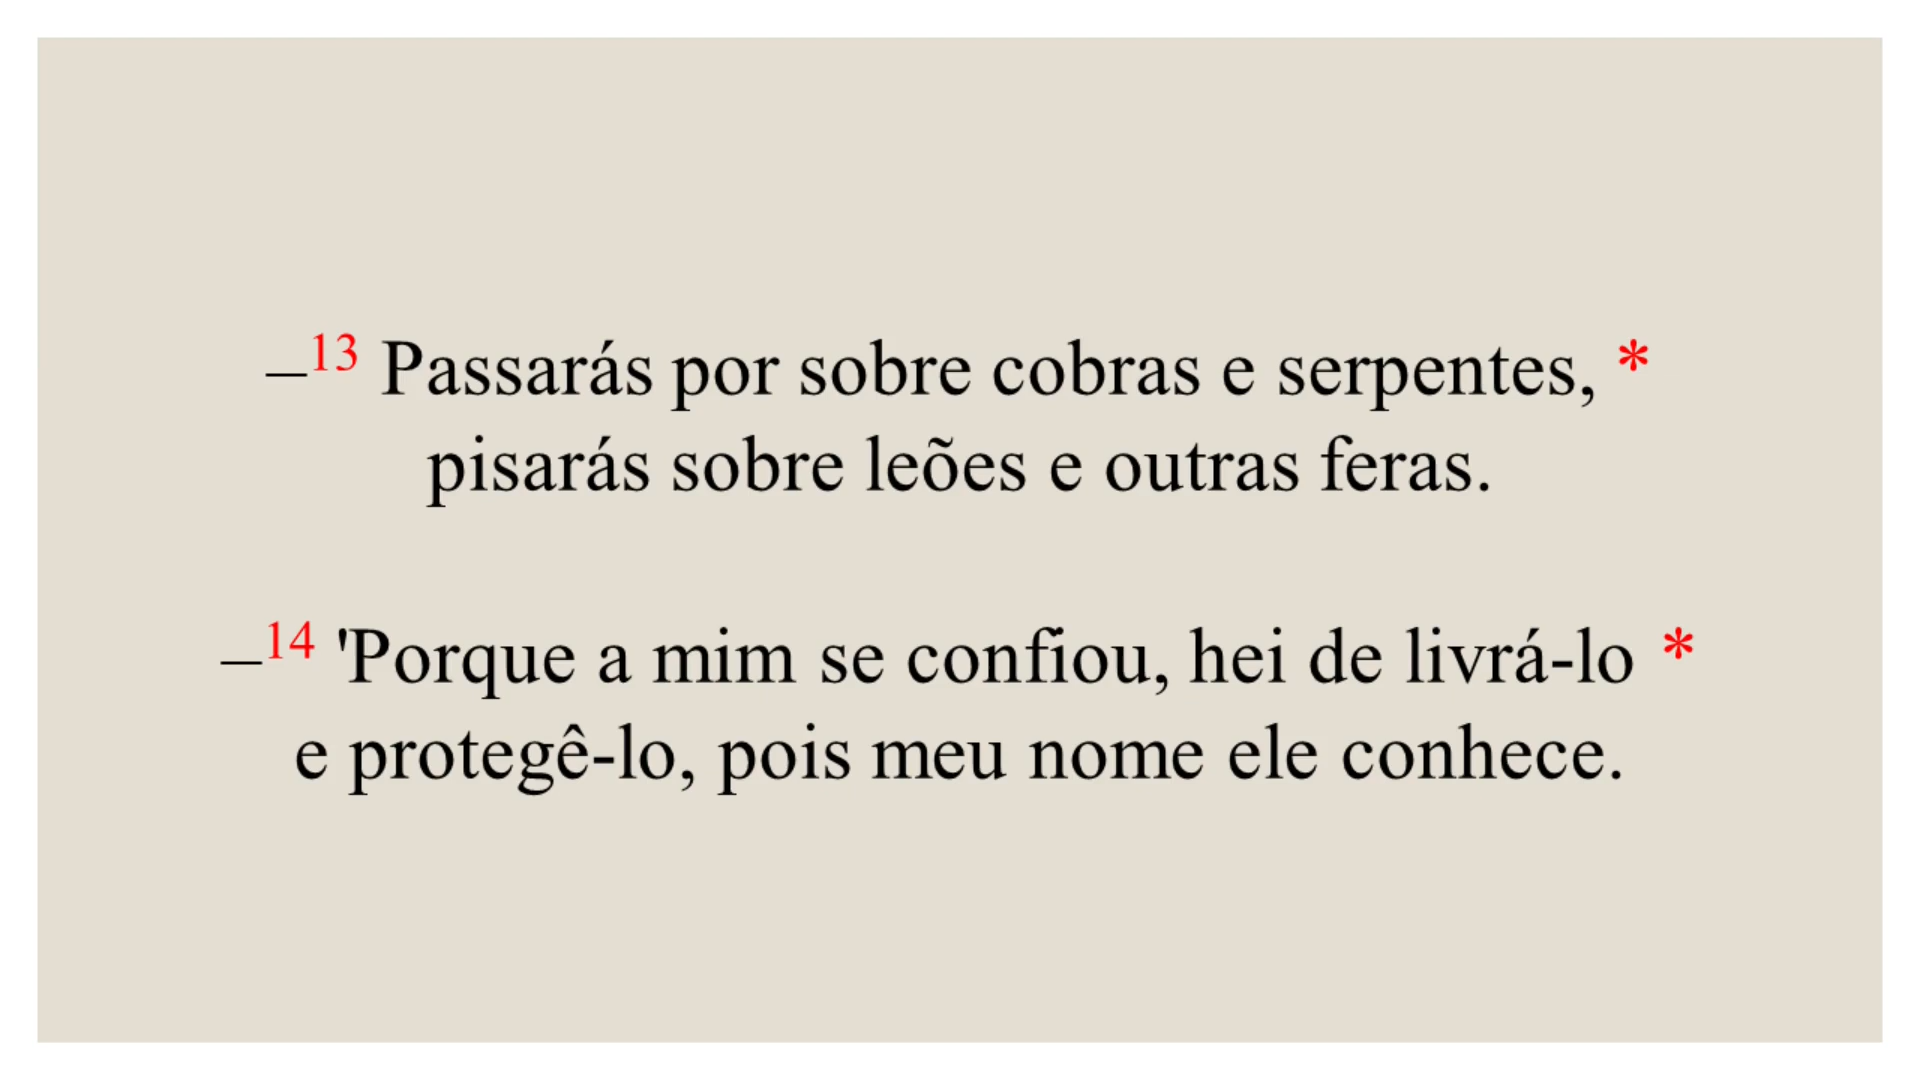 –13 Passarás por sobre cobras e serpentes, *
pisarás sobre leões e outras feras.
–14 'Porque a mim se confiou, hei de livrá-lo *
e protegê-lo, pois meu nome ele conhece.